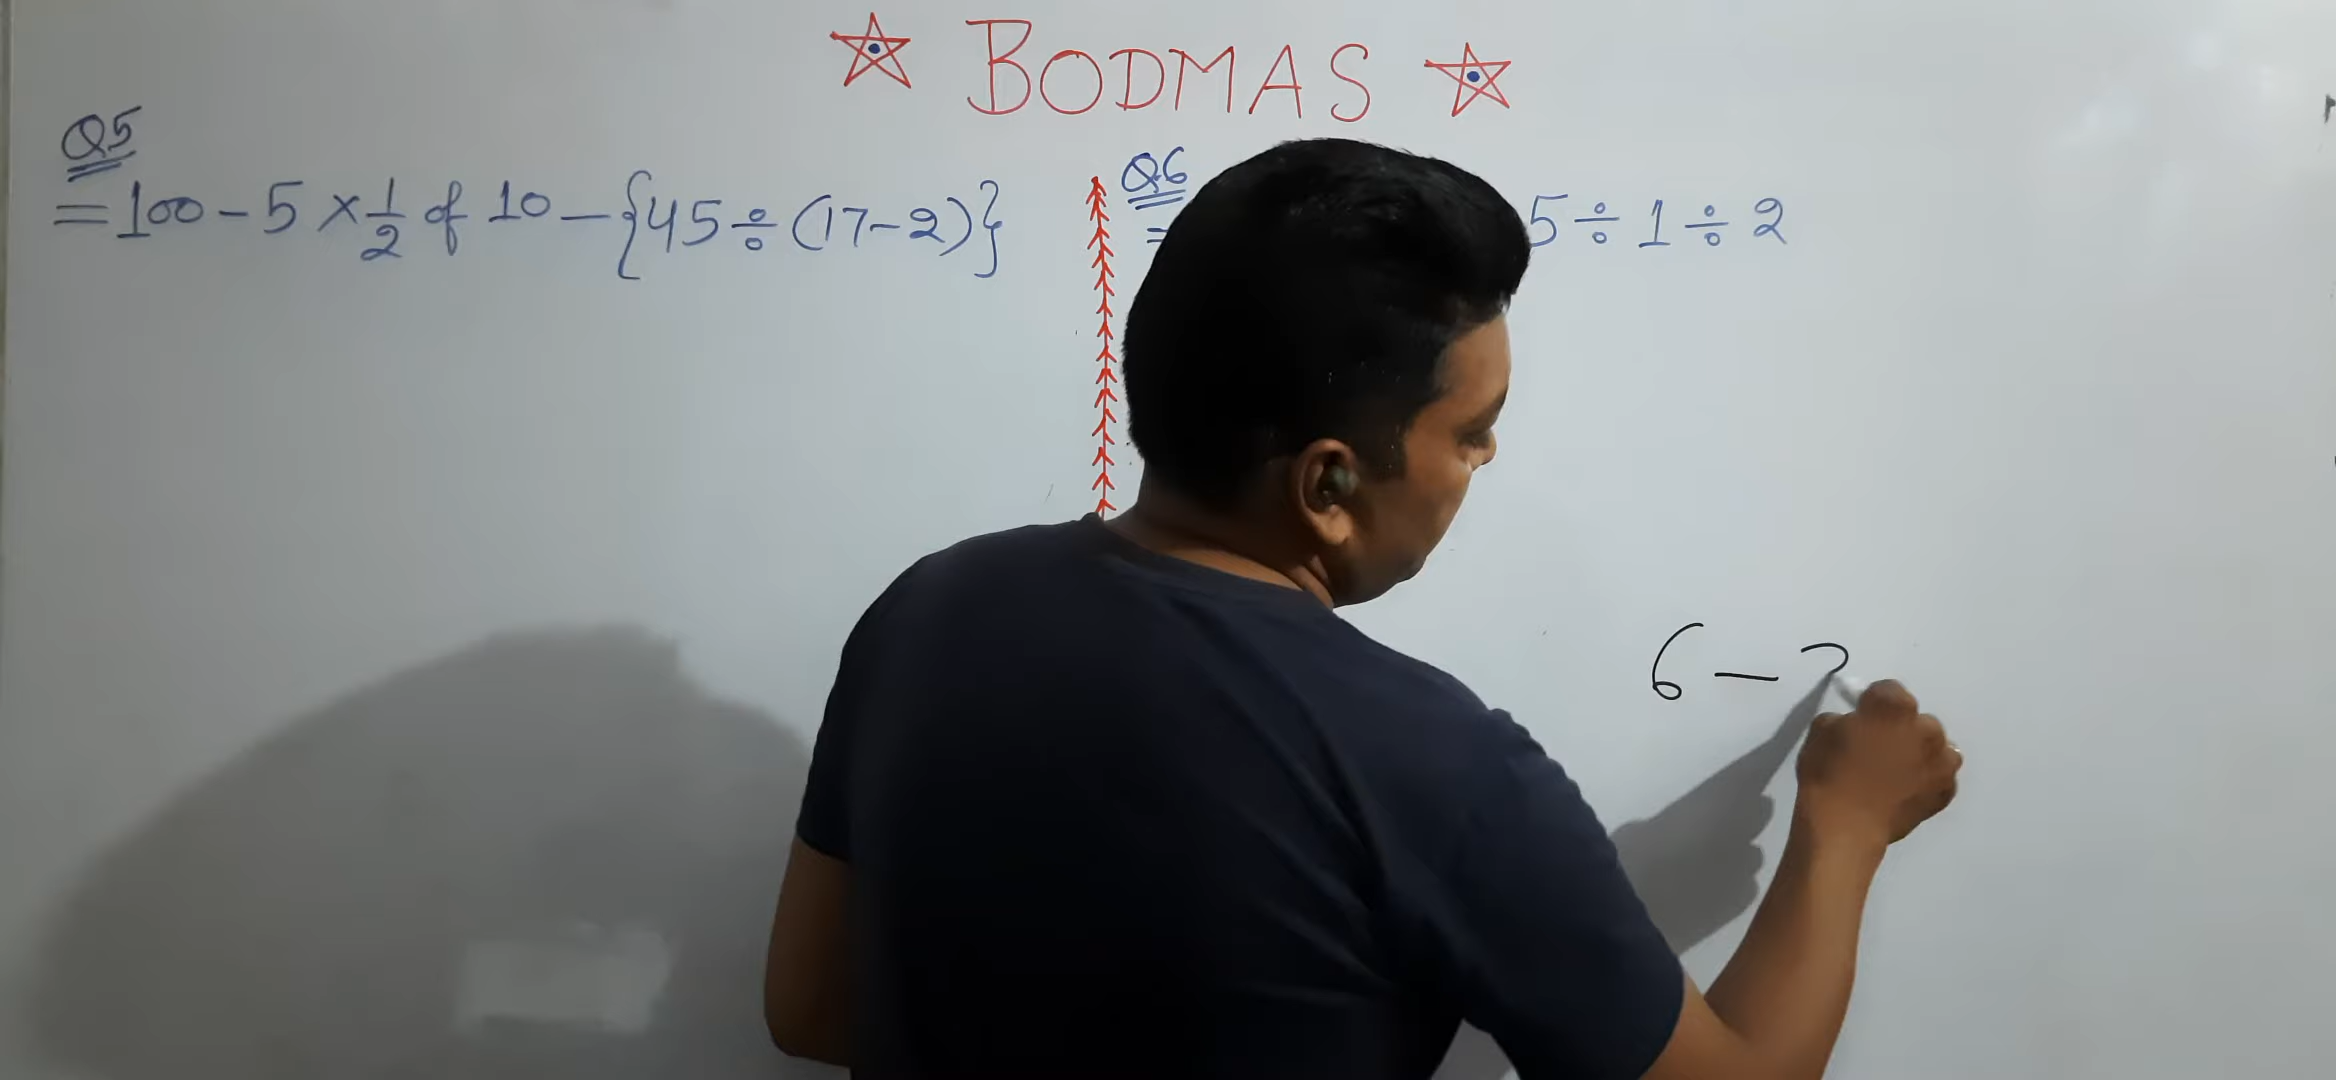 BODMAS
Q5
= 100 - 5 × 1/2 of 10 - {45 ÷ (17 - 2)}
Q6
= 5 ÷ 1 ÷ 2
6 -